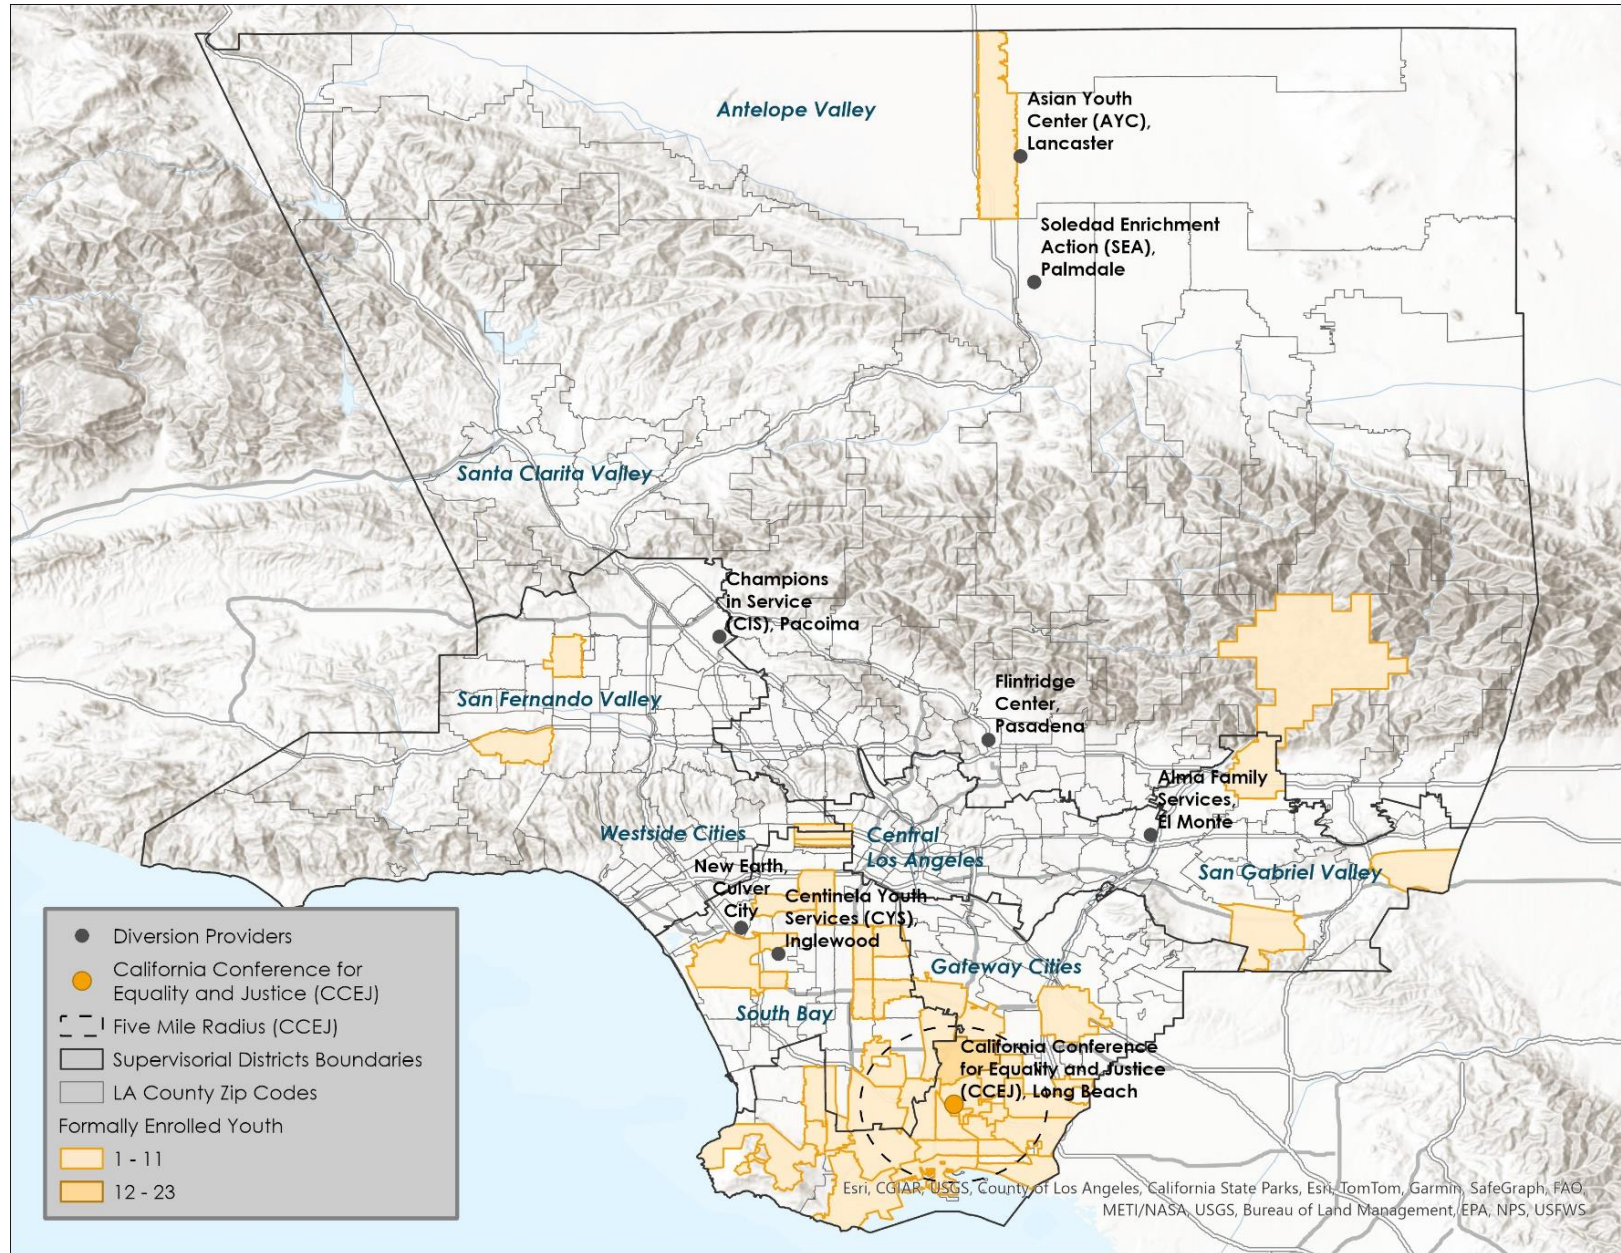 Antelope Valley
Asian Youth
Center (AYC),
Lancaster
Soledad Enrichment
Action (SEA),
Palmdale
Santa Clarita Valley
Champions
in Service
(CIS), Pacoima
San Fernando Valley
Flintridge
Center,
Pasadena
Alma Family
Services,
El Monte
Westside Cities
Central
Los Angeles
San Gabriel Valley
New Earth,
Culver
City
Centinela Youth
Services (CYS),
Inglewood
Gateway Cities
South Bay
California Conference
for Equality and Justice
(CCEJ), Long Beach
Diversion Providers
California Conference for
Equality and Justice (CCEJ)
Five Mile Radius (CCEJ)
Supervisorial Districts Boundaries
LA County Zip Codes
Formally Enrolled Youth
1 - 11
12 - 23
Esri, CGIAR, USGS, County of Los Angeles, California State Parks, Esri, TomTom, Garmin, SafeGraph, FAO,
METI/NASA, USGS, Bureau of Land Management, EPA, NPS, USFWS